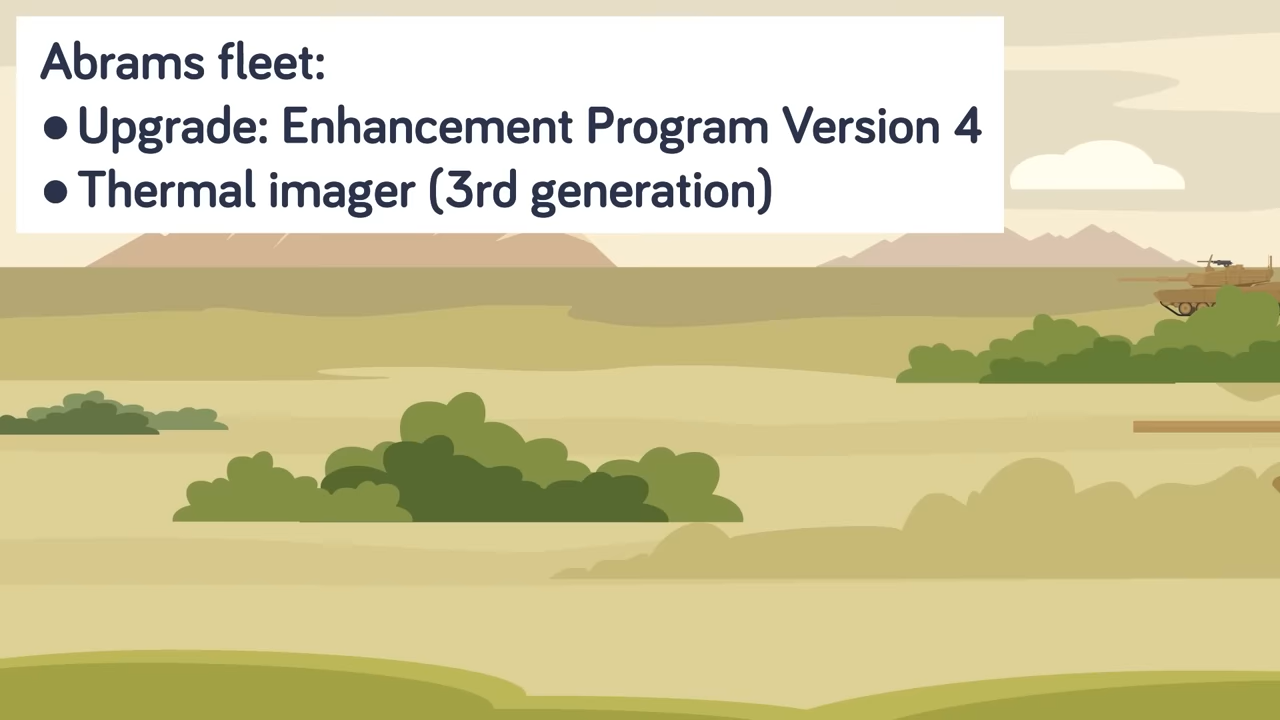 Abrams fleet:
● Upgrade: Enhancement Program Version 4
● Thermal imager (3rd generation)